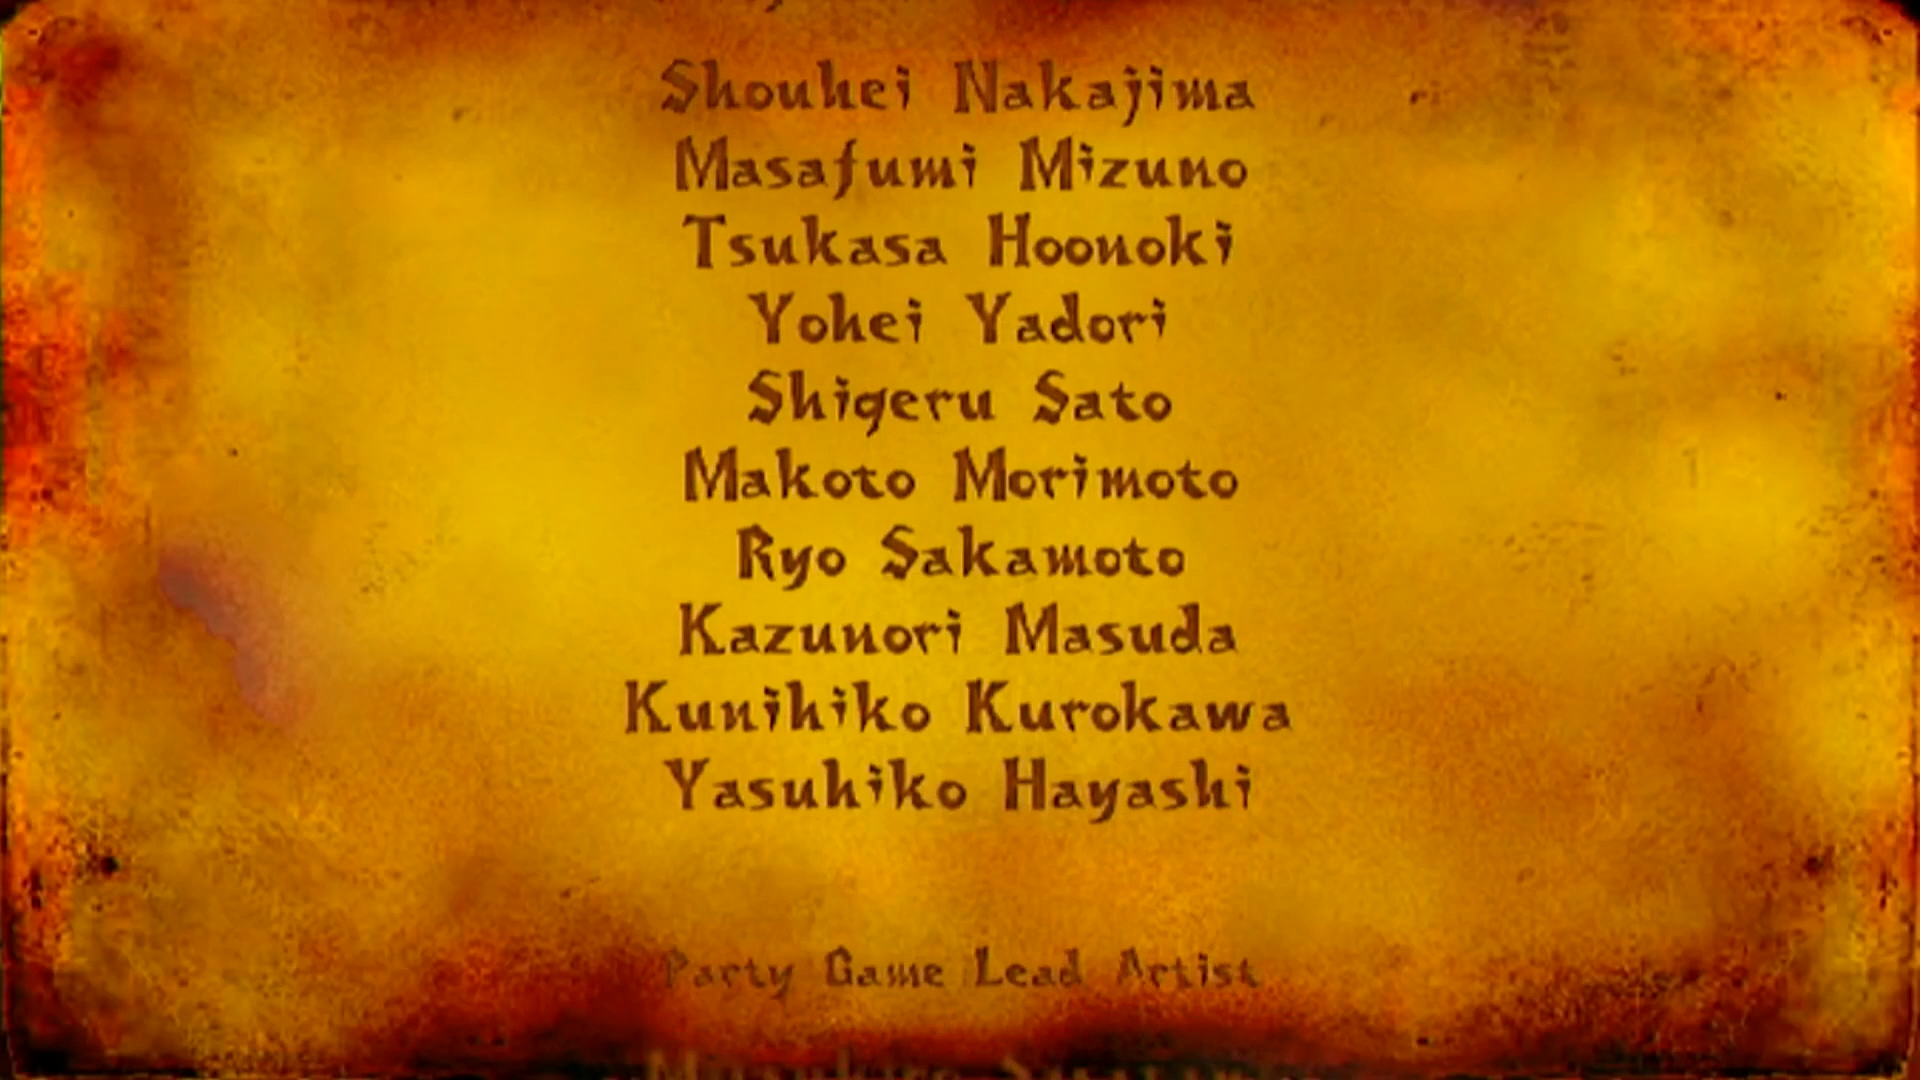 Shouhei Nakajima
Masafumi Mizuno
Tsukasa Hoonoki
Yohei Yadori
Shigeru Sato
Makoto Morimoto
Ryo Sakamoto
Kazunori Masuda
Kunihiko Kurokawa
Yasuhiko Hayashi
Party Game Lead Artist